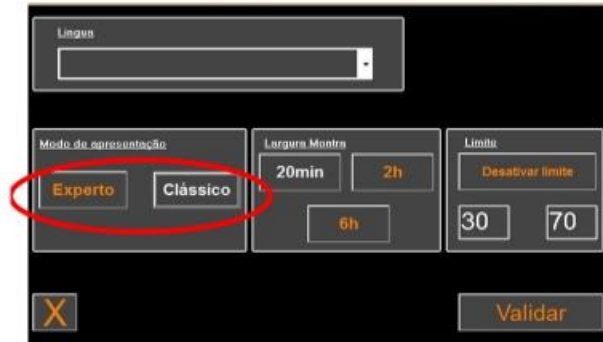 Lingua
Modo de apresentação
Experto
Clássico
Largura Montra
20min
2h
6h
Limite
Desativar limite
30
70
X
Validar